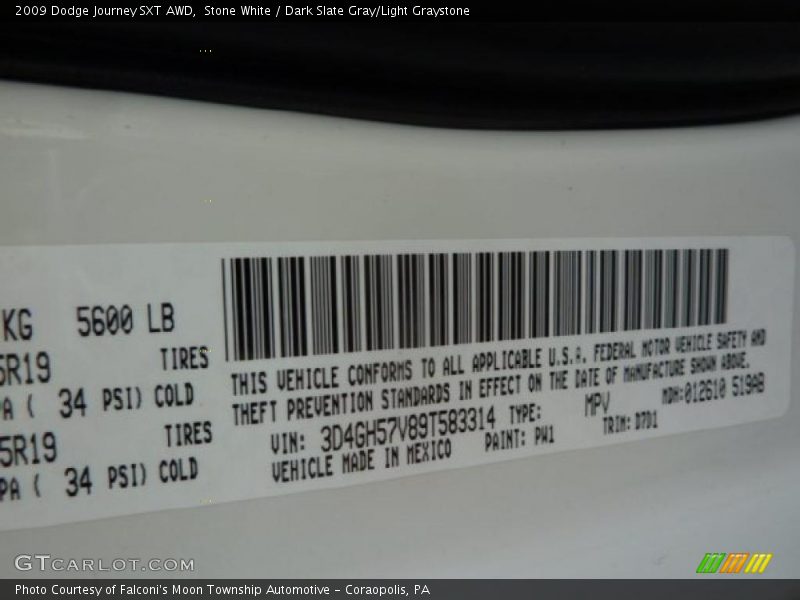 2009 Dodge Journey SXT AWD,  Stone White / Dark Slate Gray/Light Graystone
KG 5600 LB
5R19 TIRES
PA ( 34 PSI) COLD
5R19 TIRES
PA ( 34 PSI) COLD
THIS VEHICLE CONFORMS TO ALL APPLICABLE U.S.A. FEDERAL MOTOR VEHICLE SAFETY AND
THEFT PREVENTION STANDARDS IN EFFECT ON THE DATE OF MANUFACTURE SHOWN ABOVE.
VIN: 3D4GH57V89T583314 TYPE: MPV MDH:012610 519AB
VEHICLE MADE IN MEXICO PAINT: PW1 TRIM: D7D1
GTCARLOT.COM
Photo Courtesy of Falconi's Moon Township Automotive – Coraopolis, PA